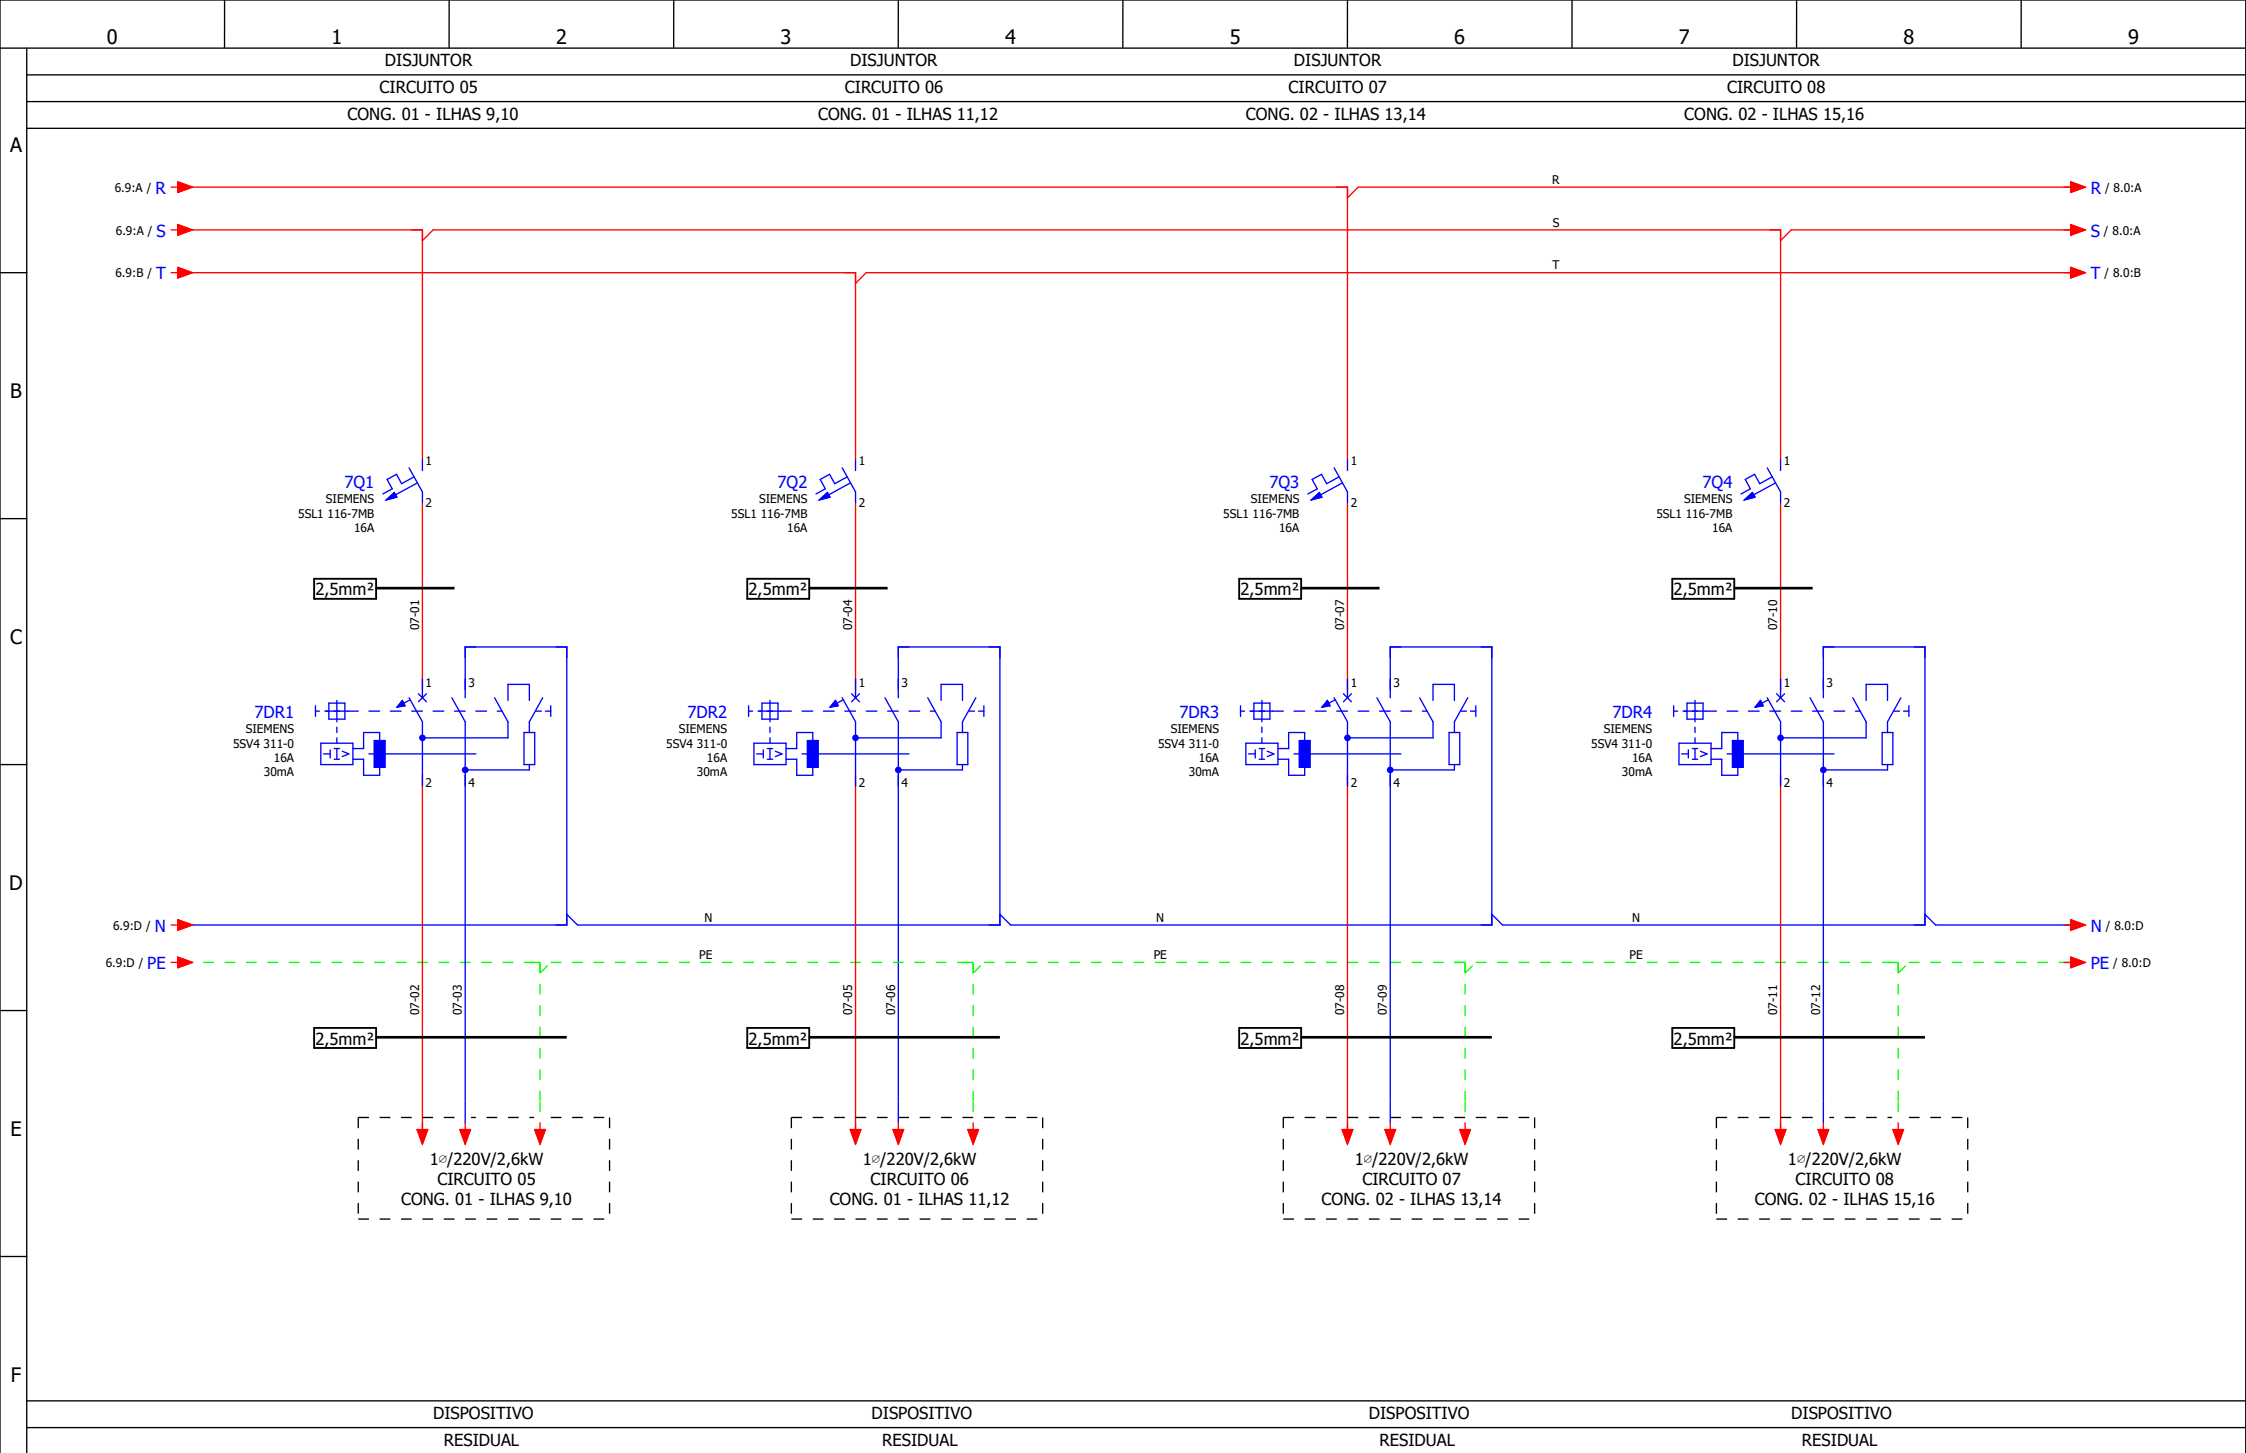 0 1 2 3 4 5 6 7 8 9
DISJUNTOR DISJUNTOR DISJUNTOR DISJUNTOR
CIRCUITO 05 CIRCUITO 06 CIRCUITO 07 CIRCUITO 08
CONG. 01 - ILHAS 9,10 CONG. 01 - ILHAS 11,12 CONG. 02 - ILHAS 13,14 CONG. 02 - ILHAS 15,16
A
6.9:A / R R R / 8.0:A
6.9:A / S S S / 8.0:A
6.9:B / T T T / 8.0:B
B
1 1 1 1
7Q1 7Q2 7Q3 7Q4
SIEMENS SIEMENS SIEMENS SIEMENS
2 2 2 2
5SL1 116-7MB 5SL1 116-7MB 5SL1 116-7MB 5SL1 116-7MB
16A 16A 16A 16A
2,5mm² 2,5mm² 2,5mm² 2,5mm²
07-01 07-04 07-07 07-10
C
1 3 1 3 1 3 1 3
7DR1 7DR2 7DR3 7DR4
SIEMENS SIEMENS SIEMENS SIEMENS
5SV4 311-0 5SV4 311-0 5SV4 311-0 5SV4 311-0
I> I> I> I>
16A 16A 16A 16A
30mA 30mA 30mA 30mA
2 4 2 4 2 4 2 4
D
6.9:D / N N N N N / 8.0:D
6.9:D / PE PE PE PE PE / 8.0:D
07-02 07-03 07-05 07-06 07-08 07-09 07-11 07-12
2,5mm² 2,5mm² 2,5mm² 2,5mm²
E
1⌀/220V/2,6kW 1⌀/220V/2,6kW 1⌀/220V/2,6kW 1⌀/220V/2,6kW
CIRCUITO 05 CIRCUITO 06 CIRCUITO 07 CIRCUITO 08
CONG. 01 - ILHAS 9,10 CONG. 01 - ILHAS 11,12 CONG. 02 - ILHAS 13,14 CONG. 02 - ILHAS 15,16
F
DISPOSITIVO DISPOSITIVO DISPOSITIVO DISPOSITIVO
RESIDUAL RESIDUAL RESIDUAL RESIDUAL